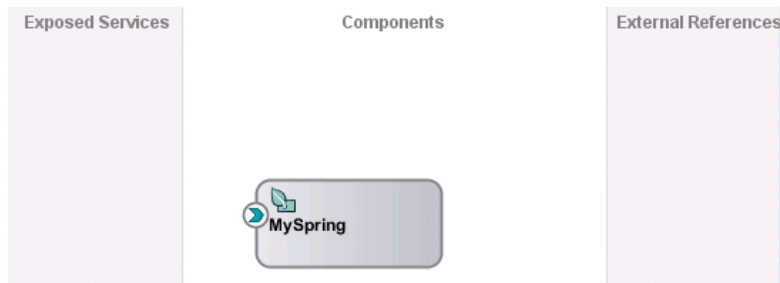 Exposed Services
Components
External References
MySpring